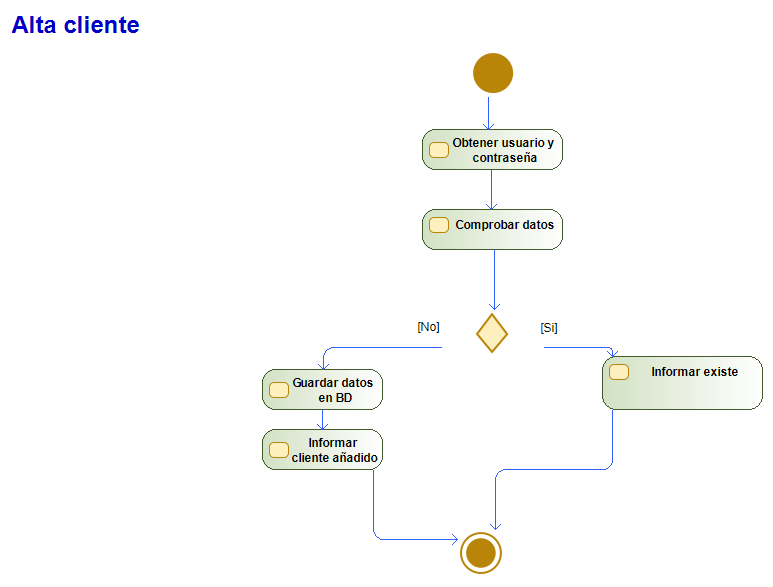 Alta cliente
Obtener usuario y
contraseña
Comprobar datos
[No]
[Si]
Guardar datos
en BD
Informar existe
Informar
cliente añadido